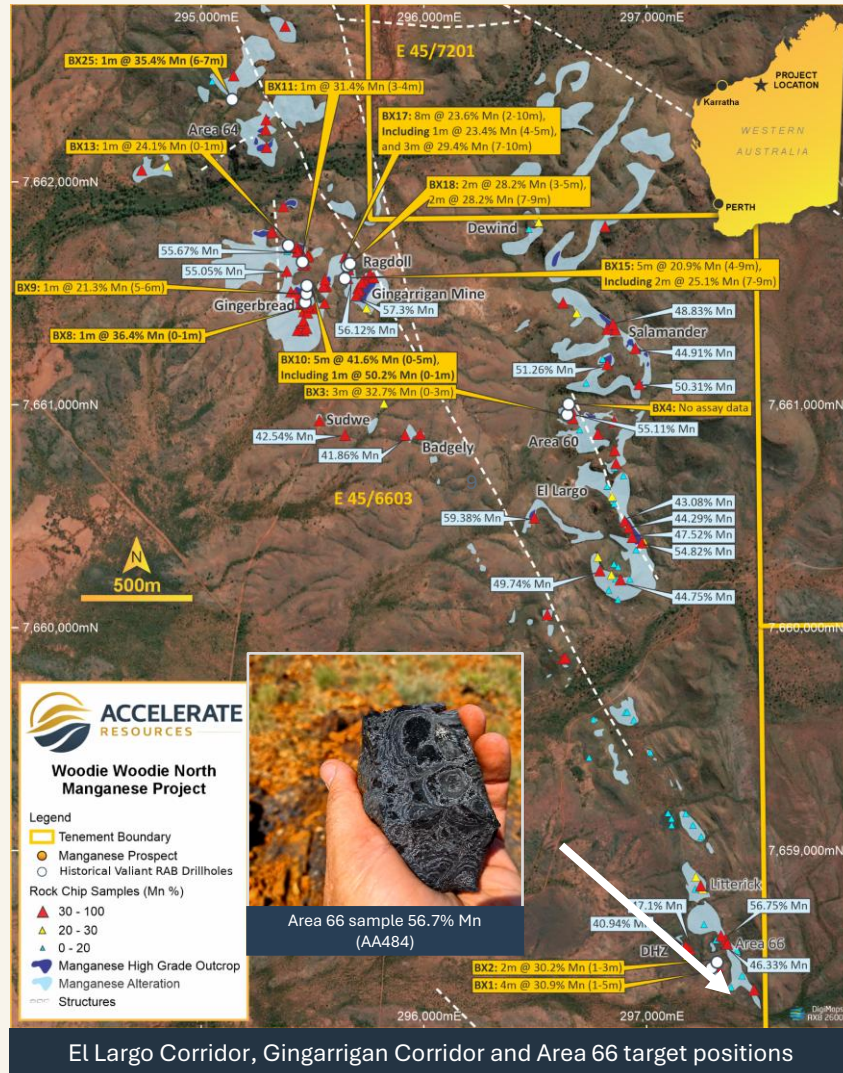 295,000mE
296,000mE
297,000mE
E 45/7201
BX25: 1m @ 35.4% Mn (6-7m)
BX11: 1m @ 31.4% Mn (3-4m)
Area 64
BX17: 8m @ 23.6% Mn (2-10m),
Including 1m @ 23.4% Mn (4-5m),
and 3m @ 29.4% Mn (7-10m)
BX13: 1m @ 24.1% Mn (0-1m)
PROJECT
LOCATION
Karratha
WESTERN
AUSTRALIA
PERTH
7,662,000mN
BX18: 2m @ 28.2% Mn (3-5m),
2m @ 28.2% Mn (7-9m)
Dewind
55.67% Mn
55.05% Mn
Ragdoll
BX15: 5m @ 20.9% Mn (4-9m),
Including 2m @ 25.1% Mn (7-9m)
BX9: 1m @ 21.3% Mn (5-6m)
Gingerbread
Gingarrigan Mine
57.3% Mn
56.12% Mn
48.83% Mn
Salamander
BX8: 1m @ 36.4% Mn (0-1m)
44.91% Mn
BX10: 5m @ 41.6% Mn (0-5m),
Including 1m @ 50.2% Mn (0-1m)
51.26% Mn
50.31% Mn
BX3: 3m @ 32.7% Mn (0-3m)
BX4: No assay data
7,661,000mN
7,661,000mN
55.11% Mn
Sudwe
42.54% Mn
41.86% Mn
Badgely
Area 60
El Largo
E 45/6603
59.38% Mn
43.08% Mn
44.29% Mn
47.52% Mn
54.82% Mn
49.74% Mn
44.75% Mn
N
500m
7,660,000mN
7,660,000mN
ACCELERATE
RESOURCES
Woodie Woodie North
Manganese Project
Legend
Tenement Boundary
Manganese Prospect
Historical Valiant RAB Drillholes
Rock Chip Samples (Mn %)
30 - 100
20 - 30
0 - 20
Manganese High Grade Outcrop
Manganese Alteration
Structures
Area 66 sample 56.7% Mn
(AA484)
7,659,000mN
Litterick
47.1% Mn
56.75% Mn
40.94% Mn
DHZ
Area 66
46.33% Mn
BX2: 2m @ 30.2% Mn (1-3m)
BX1: 4m @ 30.9% Mn (1-5m)
296,000mE
297,000mE
DigiMaps
El Largo Corridor, Gingarrigan Corridor and Area 66 target positions